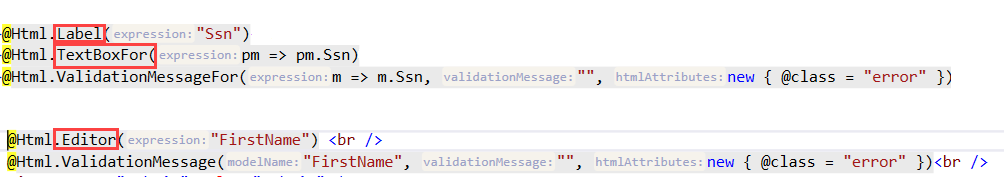 @Html.Label(expression:"Ssn")
@Html.TextBoxFor(expression:pm => pm.Ssn)
@Html.ValidationMessageFor(expression:m => m.Ssn, validationMessage:"", htmlAttributes:new { @class = "error" })
@Html.Editor(expression:"FirstName") <br />
@Html.ValidationMessage(modelName:"FirstName", validationMessage:"", htmlAttributes:new { @class = "error" })<br />